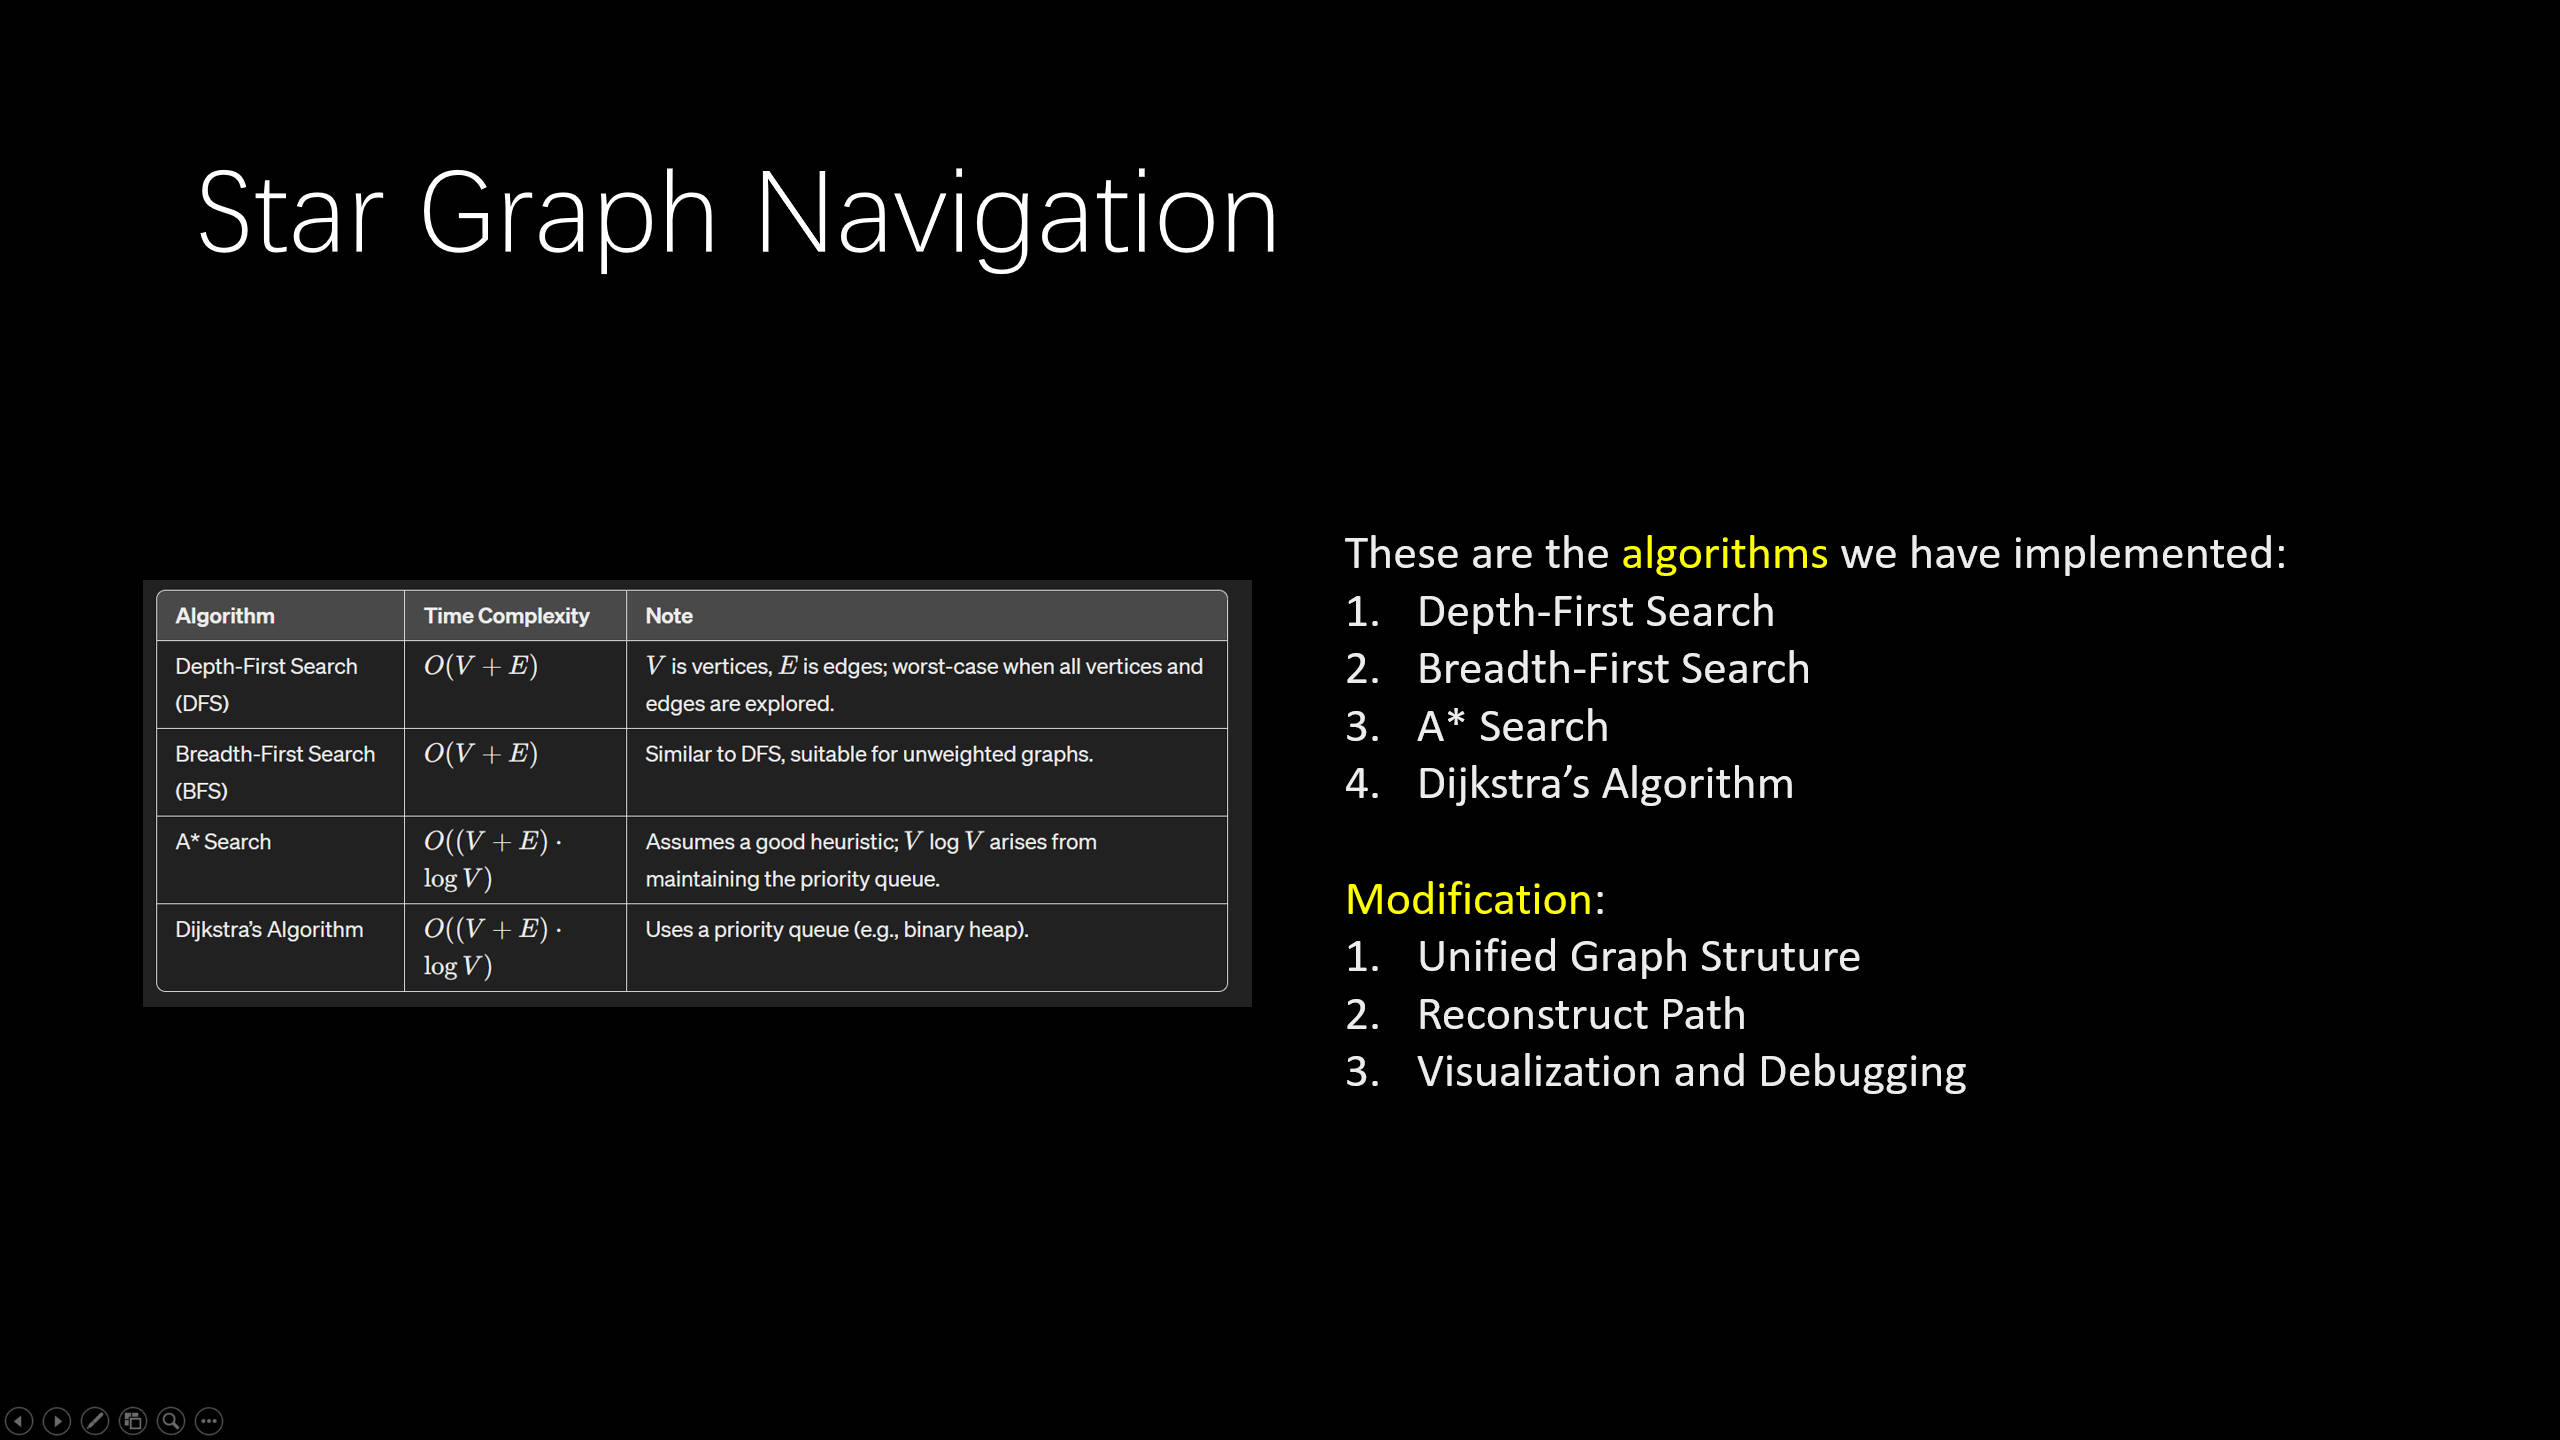 Star Graph Navigation
Algorithm Time Complexity Note
Depth-First Search O(V + E) V is vertices, E is edges; worst-case when all vertices and
(DFS) edges are explored.
Breadth-First Search O(V + E) Similar to DFS, suitable for unweighted graphs.
(BFS)
A* Search O((V + E) · Assumes a good heuristic; V log V arises from
log V) maintaining the priority queue.
Dijkstra’s Algorithm O((V + E) · Uses a priority queue (e.g., binary heap).
log V)
These are the algorithms we have implemented:
1. Depth-First Search
2. Breadth-First Search
3. A* Search
4. Dijkstra’s Algorithm
Modification:
1. Unified Graph Struture
2. Reconstruct Path
3. Visualization and Debugging